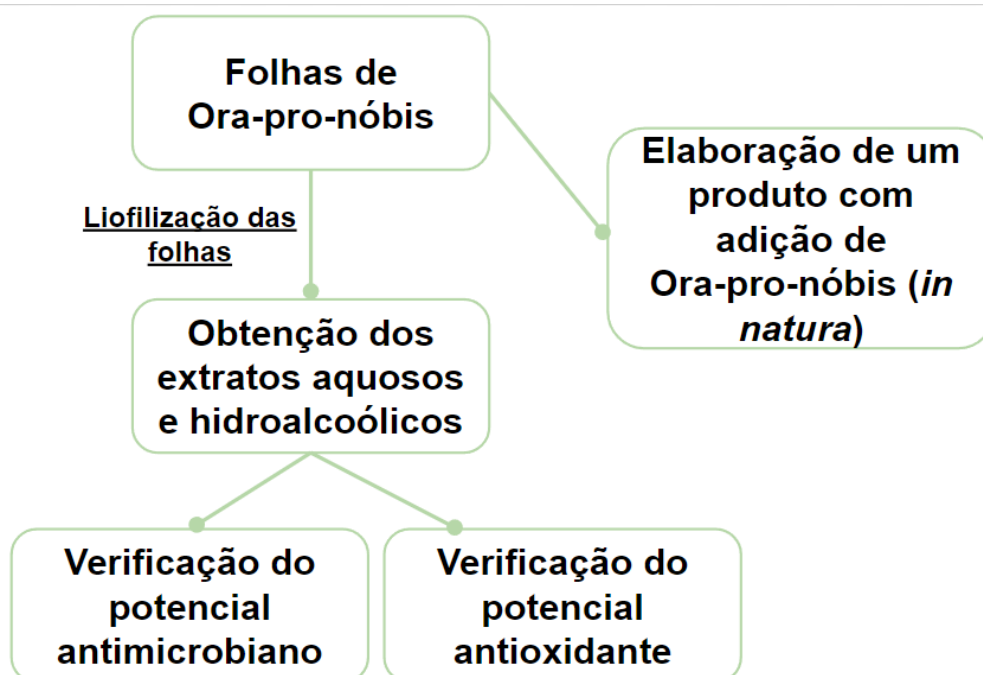 Folhas de
Ora-pro-nóbis
Liofilização das
folhas
Elaboração de um
produto com
adição de
Ora-pro-nóbis (in
natura)
Obtenção dos
extratos aquosos
e hidroalcoólicos
Verificação do
potencial
antimicrobiano
Verificação do
potencial
antioxidante